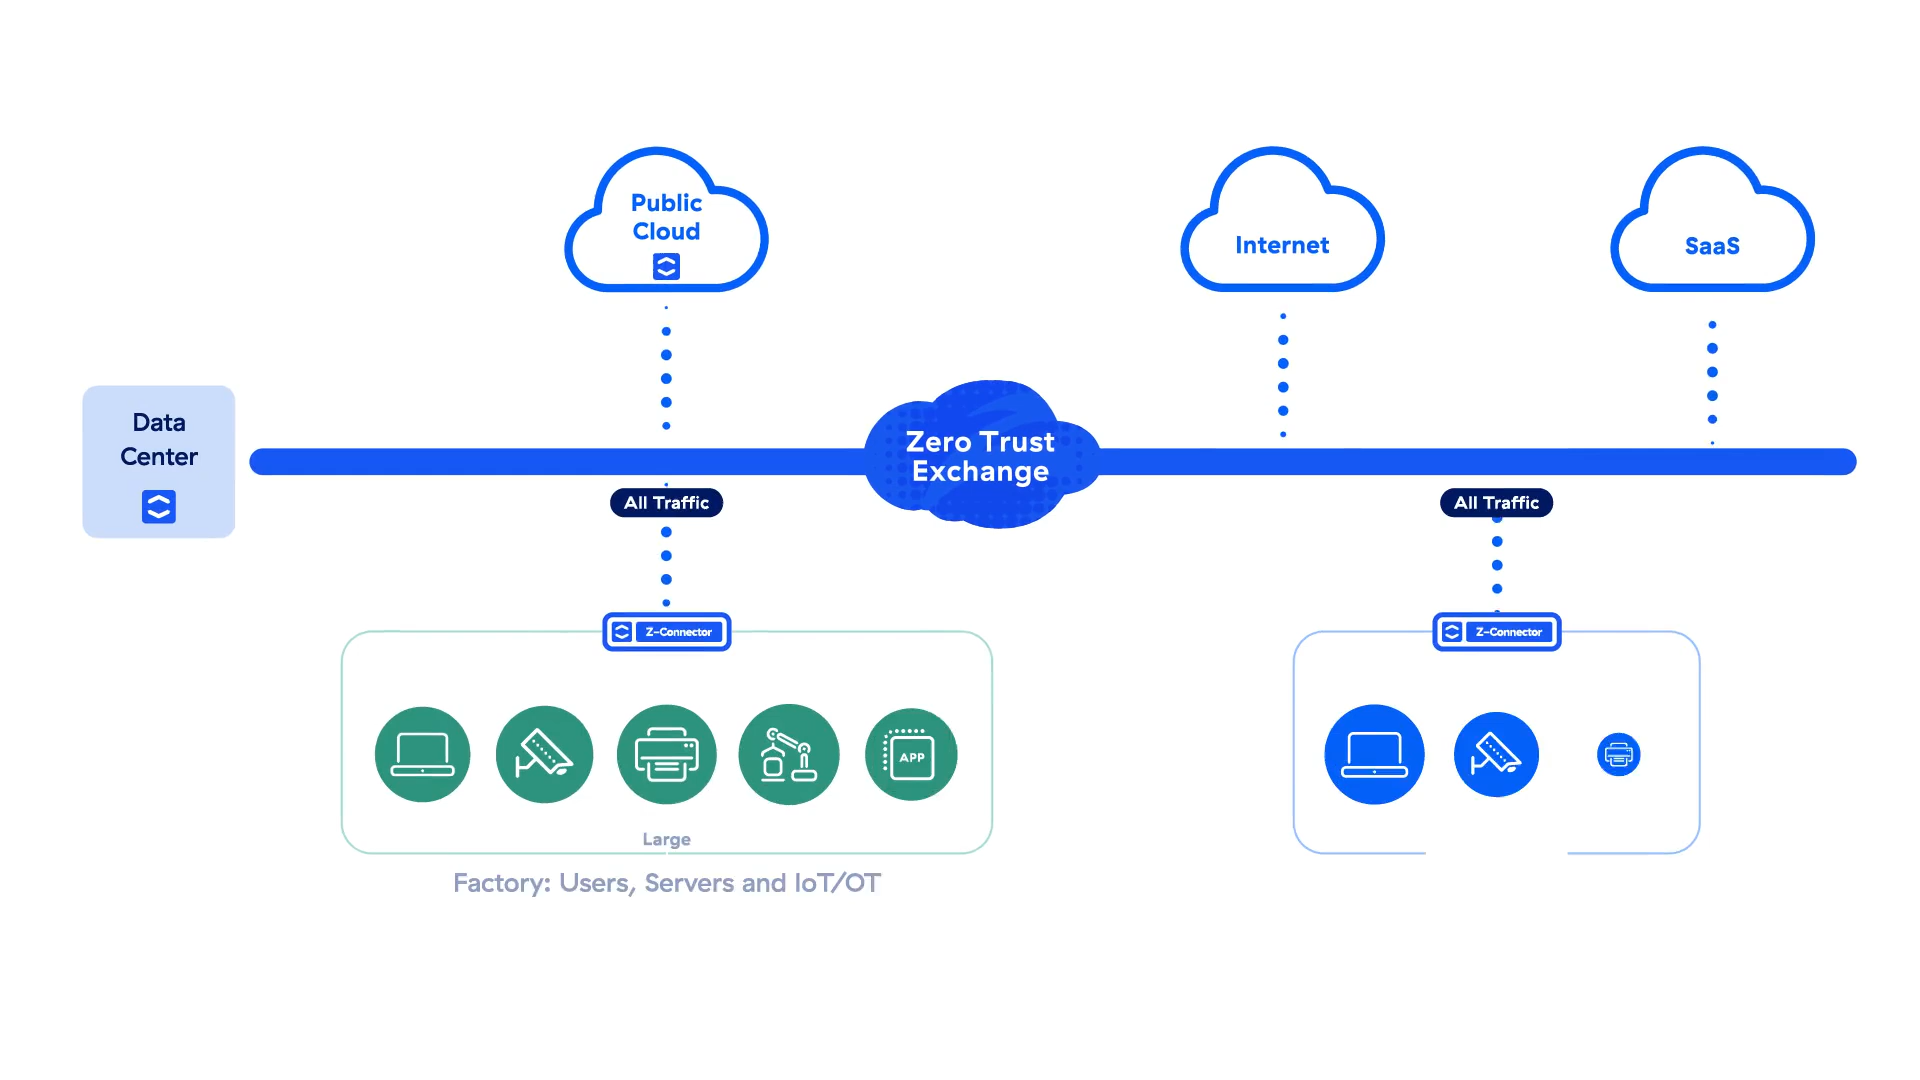 Public
Cloud
Internet
SaaS
Data
Center
Zero Trust
Exchange
All Traffic
All Traffic
Z-Connector
Z-Connector
APP
Large
Factory: Users, Servers and IoT/OT